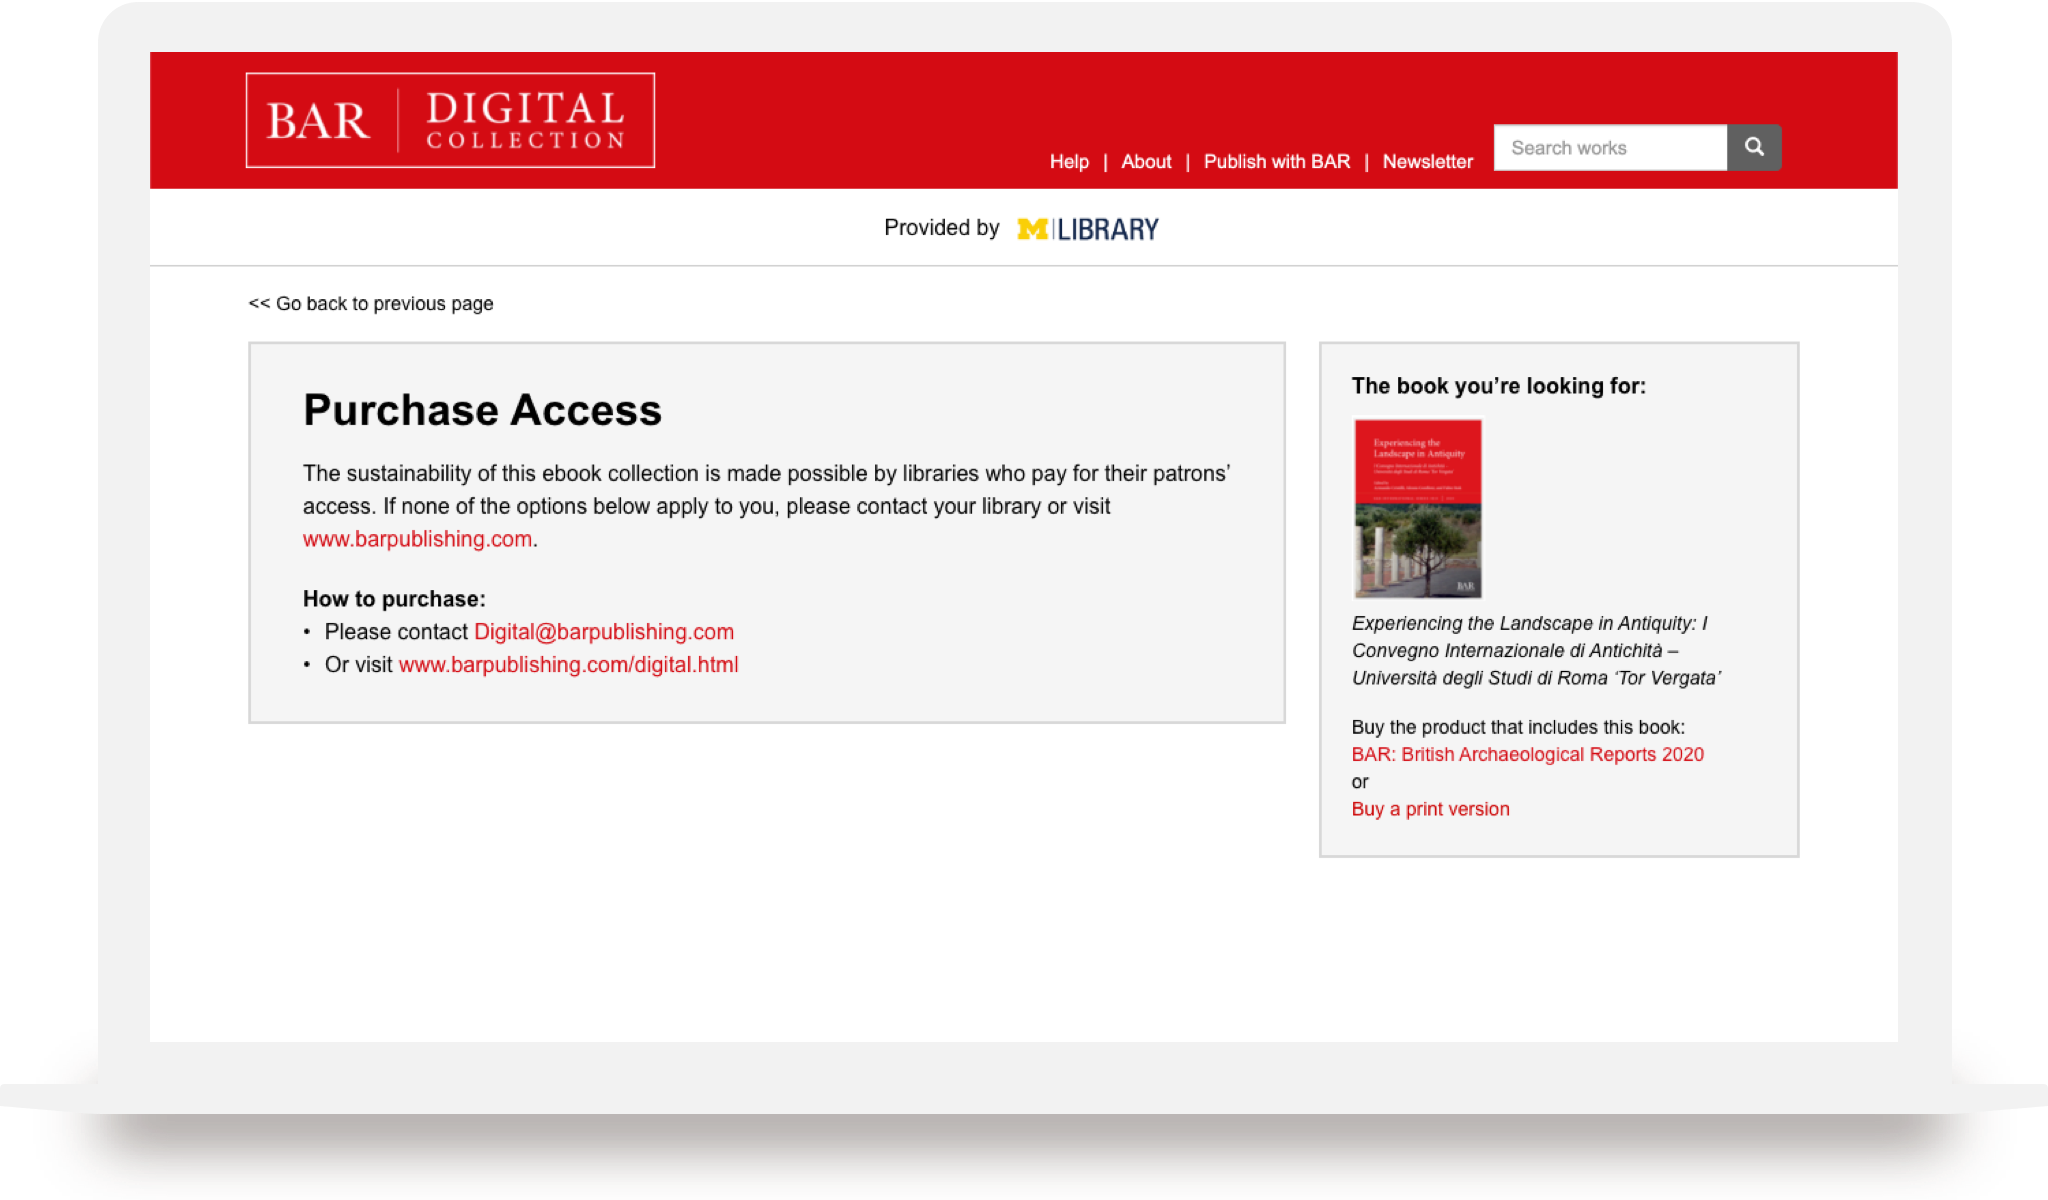 BAR DIGITAL
COLLECTION
Help | About | Publish with BAR | Newsletter
Search works
Provided by M LIBRARY
<< Go back to previous page
Purchase Access
The sustainability of this ebook collection is made possible by libraries who pay for their patrons’
access. If none of the options below apply to you, please contact your library or visit
www.barpublishing.com.
How to purchase:
• Please contact Digital@barpublishing.com
• Or visit www.barpublishing.com/digital.html
The book you’re looking for:
Experiencing the
Landscape in Antiquity
BAR
Experiencing the Landscape in Antiquity: I
Convegno Internazionale di Antichità –
Università degli Studi di Roma ‘Tor Vergata’
Buy the product that includes this book:
BAR: British Archaeological Reports 2020
or
Buy a print version